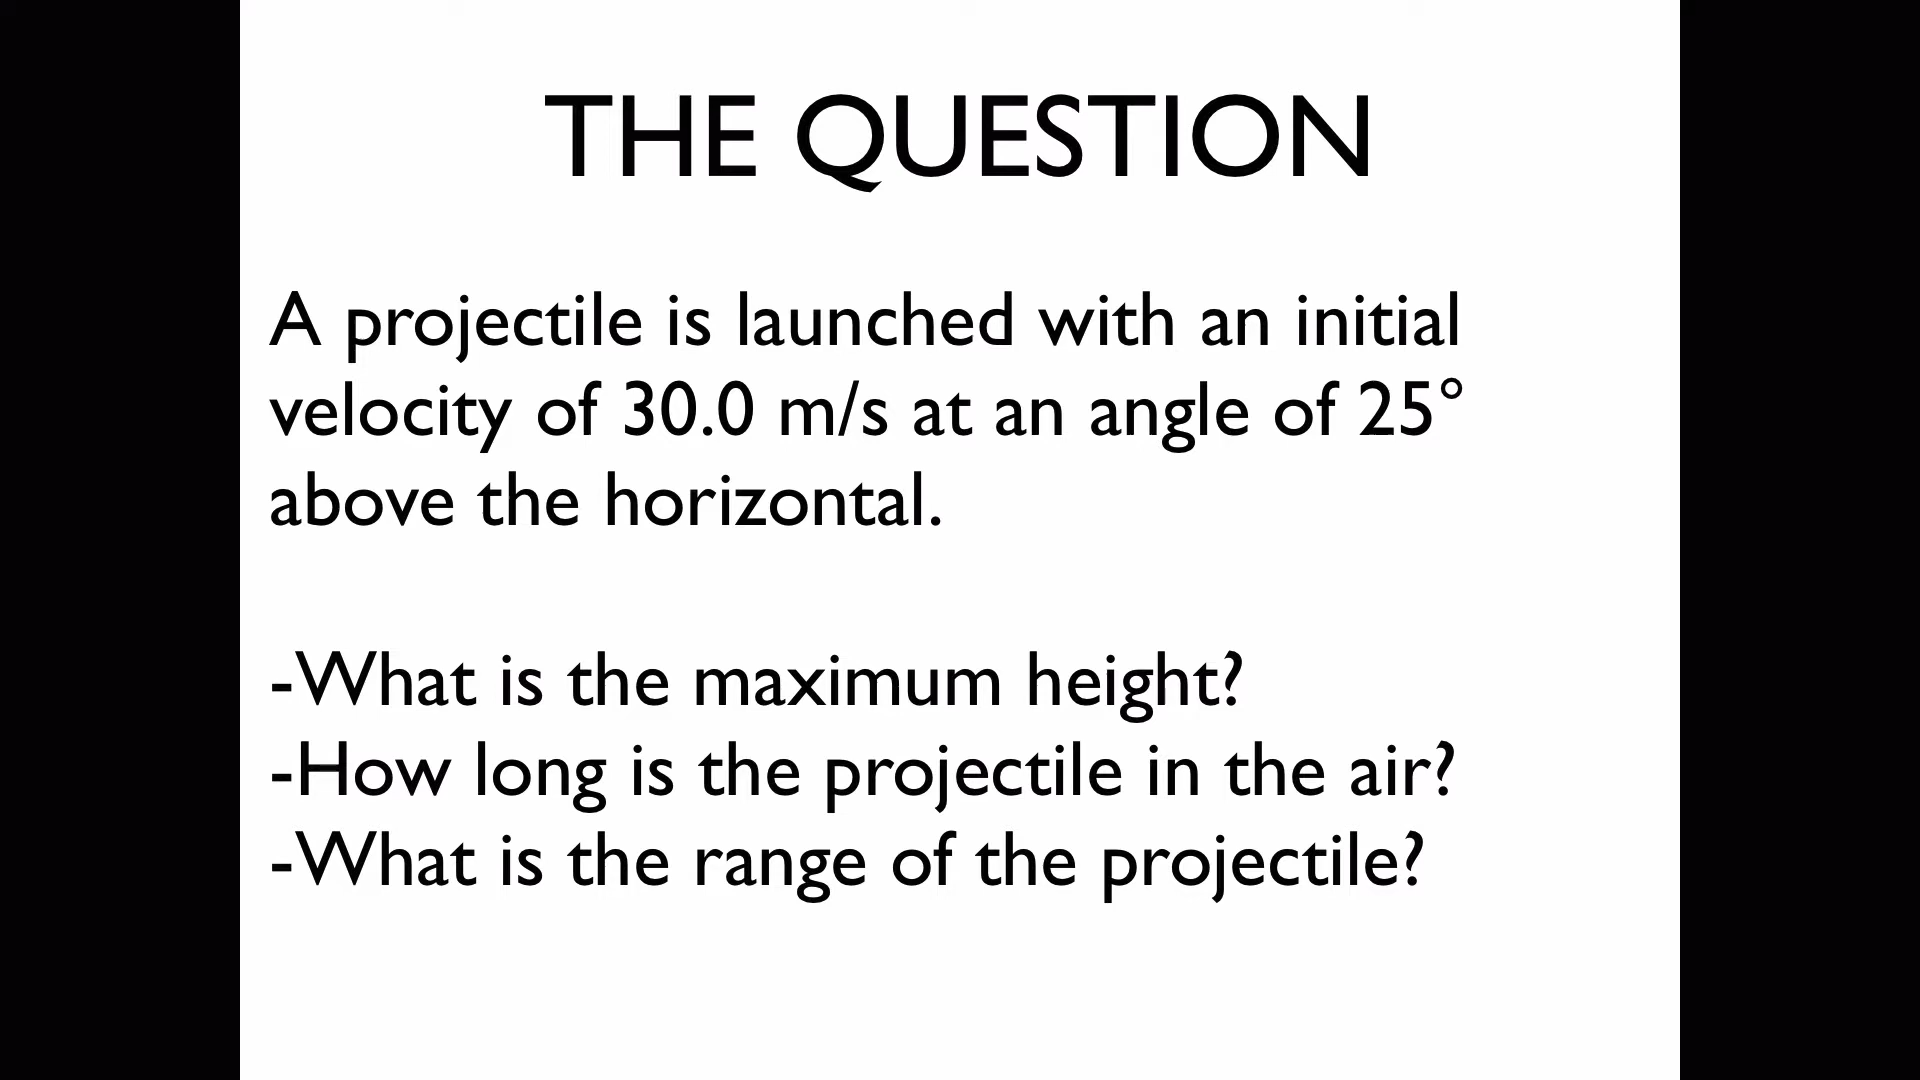 THE QUESTION
A projectile is launched with an initial
velocity of 30.0 m/s at an angle of 25°
above the horizontal.
-What is the maximum height?
-How long is the projectile in the air?
-What is the range of the projectile?